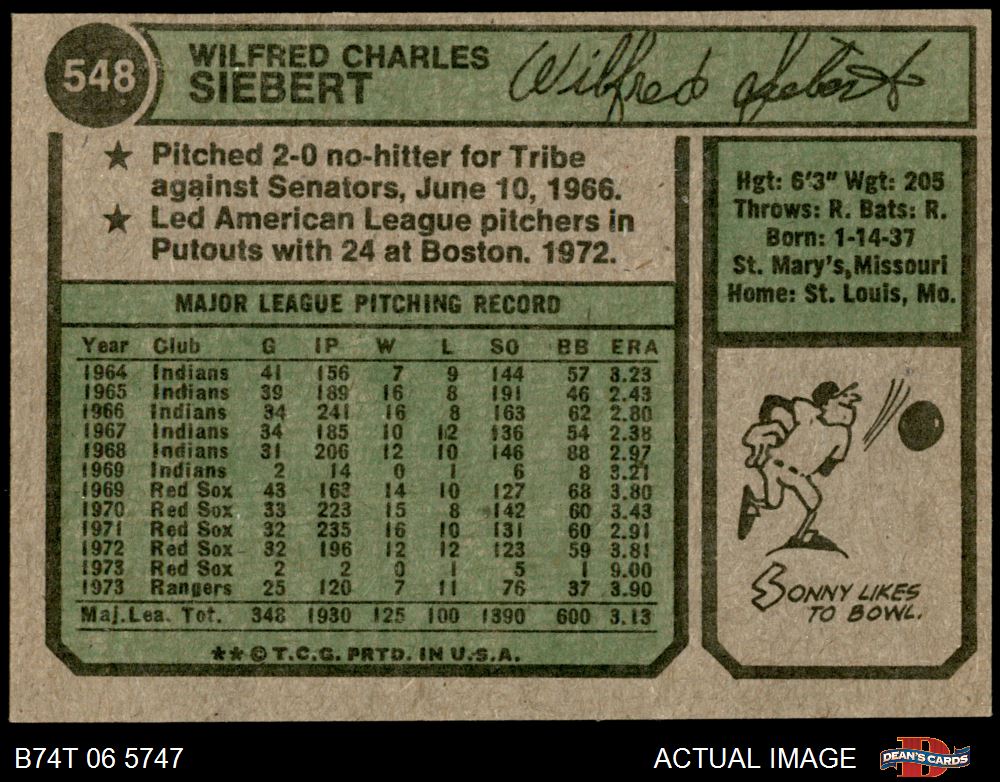 548
WILFRED CHARLES
SIEBERT
Wilfred Siebert
★ Pitched 2-0 no-hitter for Tribe
against Senators, June 10, 1966.
★ Led American League pitchers in
Putouts with 24 at Boston. 1972.
MAJOR LEAGUE PITCHING RECORD
Year Club G IP W L SO BB ERA
1964 Indians 41 156 7 9 144 57 3.23
1965 Indians 39 189 16 8 191 46 2.43
1966 Indians 34 241 16 8 163 62 2.80
1967 Indians 34 185 10 12 136 54 2.38
1968 Indians 31 206 12 10 146 88 2.97
1969 Indians 2 14 0 1 6 8 3.21
1969 Red Sox 43 163 14 10 127 68 3.80
1970 Red Sox 33 223 15 8 142 60 3.43
1971 Red Sox 32 235 16 10 131 60 2.91
1972 Red Sox 32 196 12 12 123 59 3.81
1973 Red Sox 2 2 0 1 5 1 9.00
1973 Rangers 25 120 7 11 76 37 3.90
Maj.Lea. Tot. 348 1930 125 100 1390 600 3.13
★★©T.C.G. PRTD. IN U.S.A.
Hgt: 6'3" Wgt: 205
Throws: R. Bats: R.
Born: 1-14-37
St. Mary's, Missouri
Home: St. Louis, Mo.
SONNY LIKES
TO BOWL.
B74T 06 5747
ACTUAL IMAGE
DEAN'S CARDS